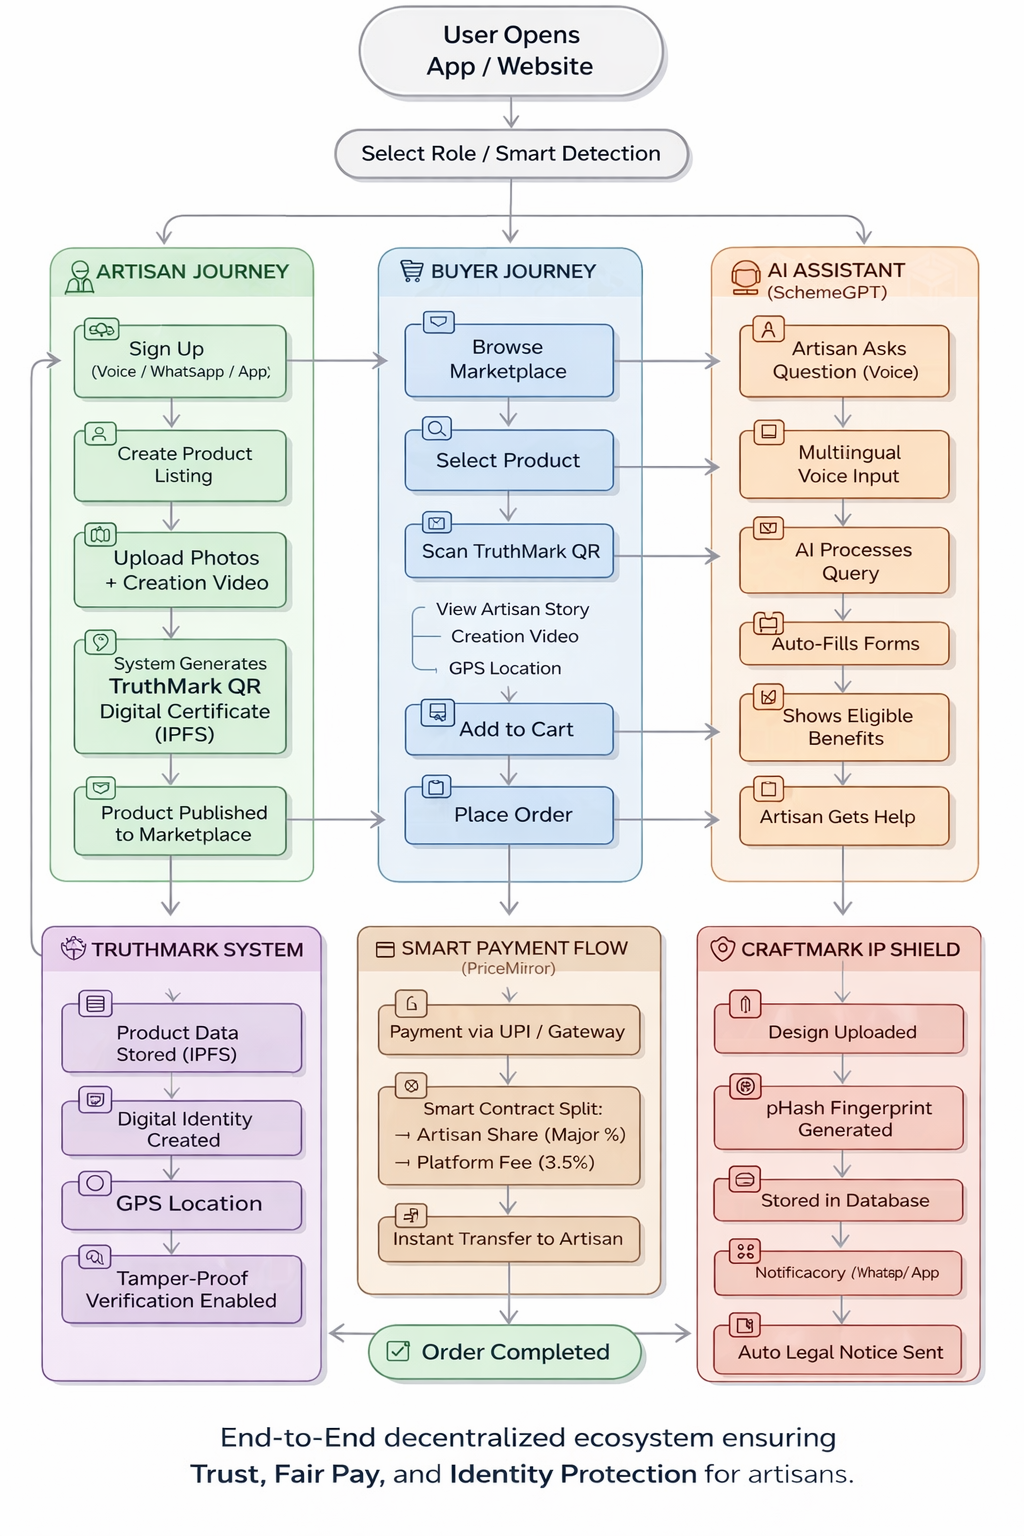 User Opens
App / Website
Select Role / Smart Detection
ARTISAN JOURNEY
Sign Up
(Voice / Whatsapp / App)
Create Product
Listing
Upload Photos
+ Creation Video
System Generates
TruthMark QR
Digital Certificate
(IPFS)
Product Published
to Marketplace
BUYER JOURNEY
Browse
Marketplace
Select Product
Scan TruthMark QR
View Artisan Story
Creation Video
GPS Location
Add to Cart
Place Order
AI ASSISTANT
(SchemeGPT)
Artisan Asks
Question (Voice)
Multiingual
Voice Input
AI Processes
Query
Auto-Fills Forms
Shows Eligible
Benefits
Artisan Gets Help
TRUTHMARK SYSTEM
Product Data
Stored (IPFS)
Digital Identity
Created
GPS Location
Tamper-Proof
Verification Enabled
SMART PAYMENT FLOW
(PriceMirror)
Payment via UPI / Gateway
Smart Contract Split:
→ Artisan Share (Major %)
→ Platform Fee (3.5%)
Instant Transfer to Artisan
Order Completed
CRAFTMARK IP SHIELD
Design Uploaded
pHash Fingerprint
Generated
Stored in Database
Notificacory /Whatsp/ App
Auto Legal Notice Sent
End-to-End decentralized ecosystem ensuring
Trust, Fair Pay, and Identity Protection for artisans.